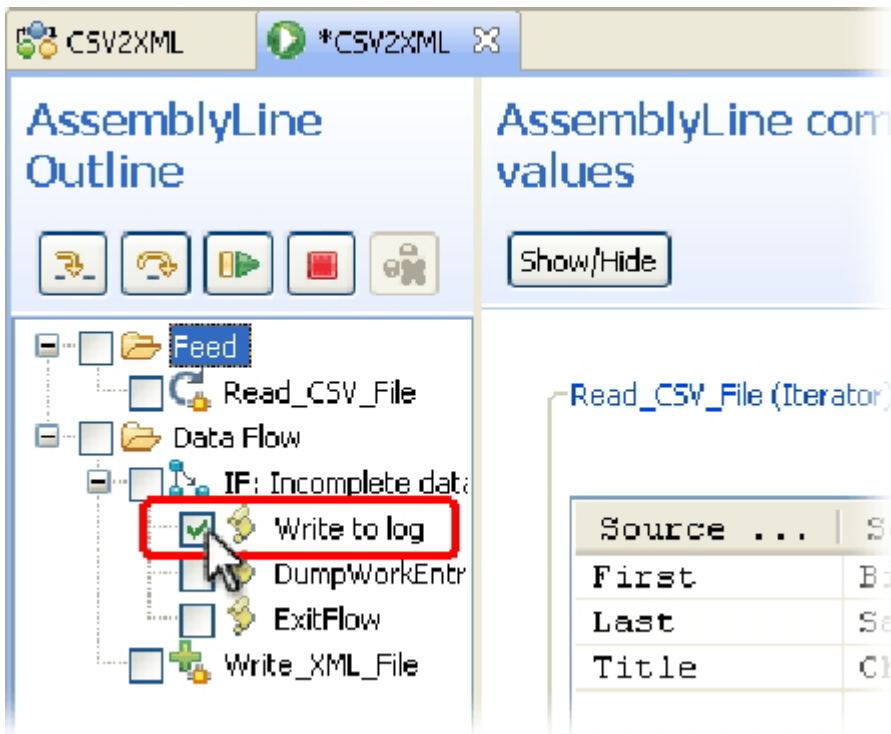 CSV2XML
*CSV2XML
AssemblyLine
Outline
Feed
Read_CSV_File
Data Flow
IF: Incomplete data
Write to log
DumpWorkEntr
ExitFlow
Write_XML_File
AssemblyLine com
values
Show/Hide
Read_CSV_File (Iterator)
Source ... S
First
Last
Title